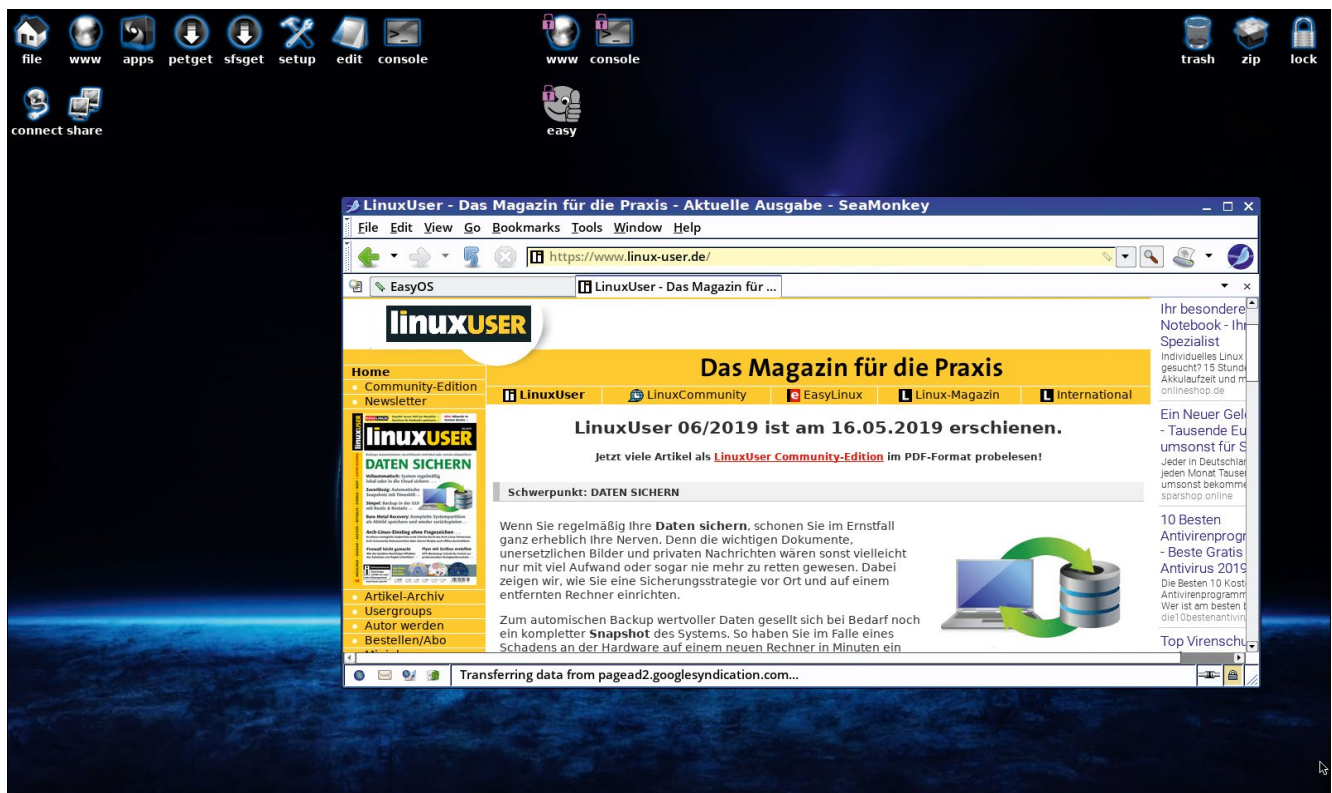 file www apps petget sfsget setup edit console www console trash zip lock
connect share easy
LinuxUser - Das Magazin für die Praxis - Aktuelle Ausgabe - SeaMonkey
File Edit View Go Bookmarks Tools Window Help
https://www.linux-user.de/
EasyOS LinuxUser - Das Magazin für ...
linuxUSER
Das Magazin für die Praxis
LinuxUser LinuxCommunity EasyLinux Linux-Magazin International
Home
Community-Edition
Newsletter
linuxUSER
DATEN SICHERN
Artikel-Archiv
Usergroups
Autor werden
Bestellen/Abo
LinuxUser 06/2019 ist am 16.05.2019 erschienen.
Jetzt viele Artikel als LinuxUser Community-Edition im PDF-Format probelesen!
Schwerpunkt: DATEN SICHERN
Wenn Sie regelmäßig Ihre Daten sichern, schonen Sie im Ernstfall
ganz erheblich Ihre Nerven. Denn die wichtigen Dokumente,
unersetzlichen Bilder und privaten Nachrichten wären sonst vielleicht
nur mit viel Aufwand oder sogar nie mehr zu retten gewesen. Dabei
zeigen wir, wie Sie eine Sicherungsstrategie vor Ort und auf einem
entfernten Rechner einrichten.
Zum automischen Backup wertvoller Daten gesellt sich bei Bedarf noch
ein kompletter Snapshot des Systems. So haben Sie im Falle eines
Schadens an der Hardware auf einem neuen Rechner in Minuten ein
Ihr besondere
Notebook - Ihr
Spezialist
Individuelles Linux
gesucht? 15 Stunde
Akkulaufzeit und m
onlineshop.de
Ein Neuer Gel
- Tausende Eu
umsonst für S
Jeder in Deutschlar
jeden Monat Tauser
umsonst bekomme
sparshop.online
10 Besten
Antivirenprogr
- Beste Gratis
Antivirus 2019
Die Besten 10 Kost
Antivirenprogramm
Wer ist am besten
die10bestenantivir
Top Virenschu
Transferring data from pagead2.googlesyndication.com...